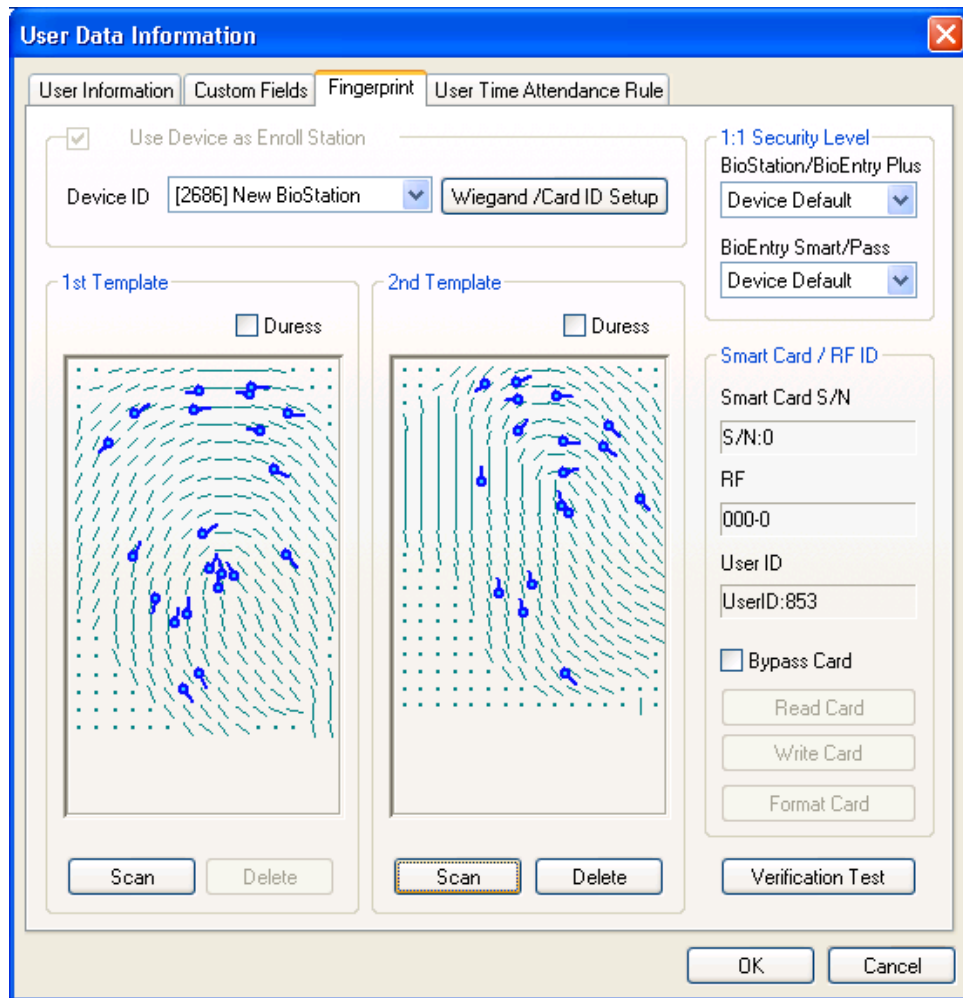 User Data Information
User Information
Custom Fields
Fingerprint
User Time Attendance Rule
Use Device as Enroll Station
Device ID
[2686] New BioStation
Wiegand /Card ID Setup
1:1 Security Level
BioStation/BioEntry Plus
Device Default
BioEntry Smart/Pass
Device Default
1st Template
Duress
Scan
Delete
2nd Template
Duress
Scan
Delete
Smart Card / RF ID
Smart Card S/N
S/N:0
RF
000-0
User ID
UserID:853
Bypass Card
Read Card
Write Card
Format Card
Verification Test
OK
Cancel